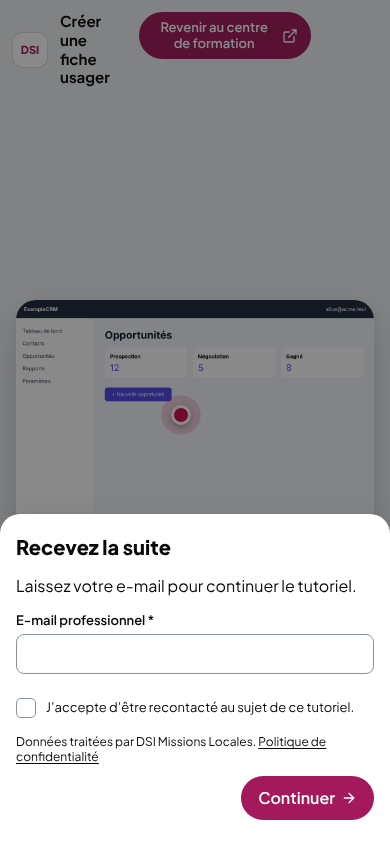 DSI
Créer
une
fiche
usager
Revenir au centre
de formation
ExampleCRM
alice@acme.test
Tableau de bord
Contacts
Opportunités
Rapports
Paramètres
Opportunités
Prospection
12
Négociation
5
Gagné
8
+ Nouvelle opportunité
Recevez la suite
Laissez votre e-mail pour continuer le tutoriel.
E-mail professionnel *
J’accepte d’être recontacté au sujet de ce tutoriel.
Données traitées par DSI Missions Locales. Politique de
confidentialité
Continuer